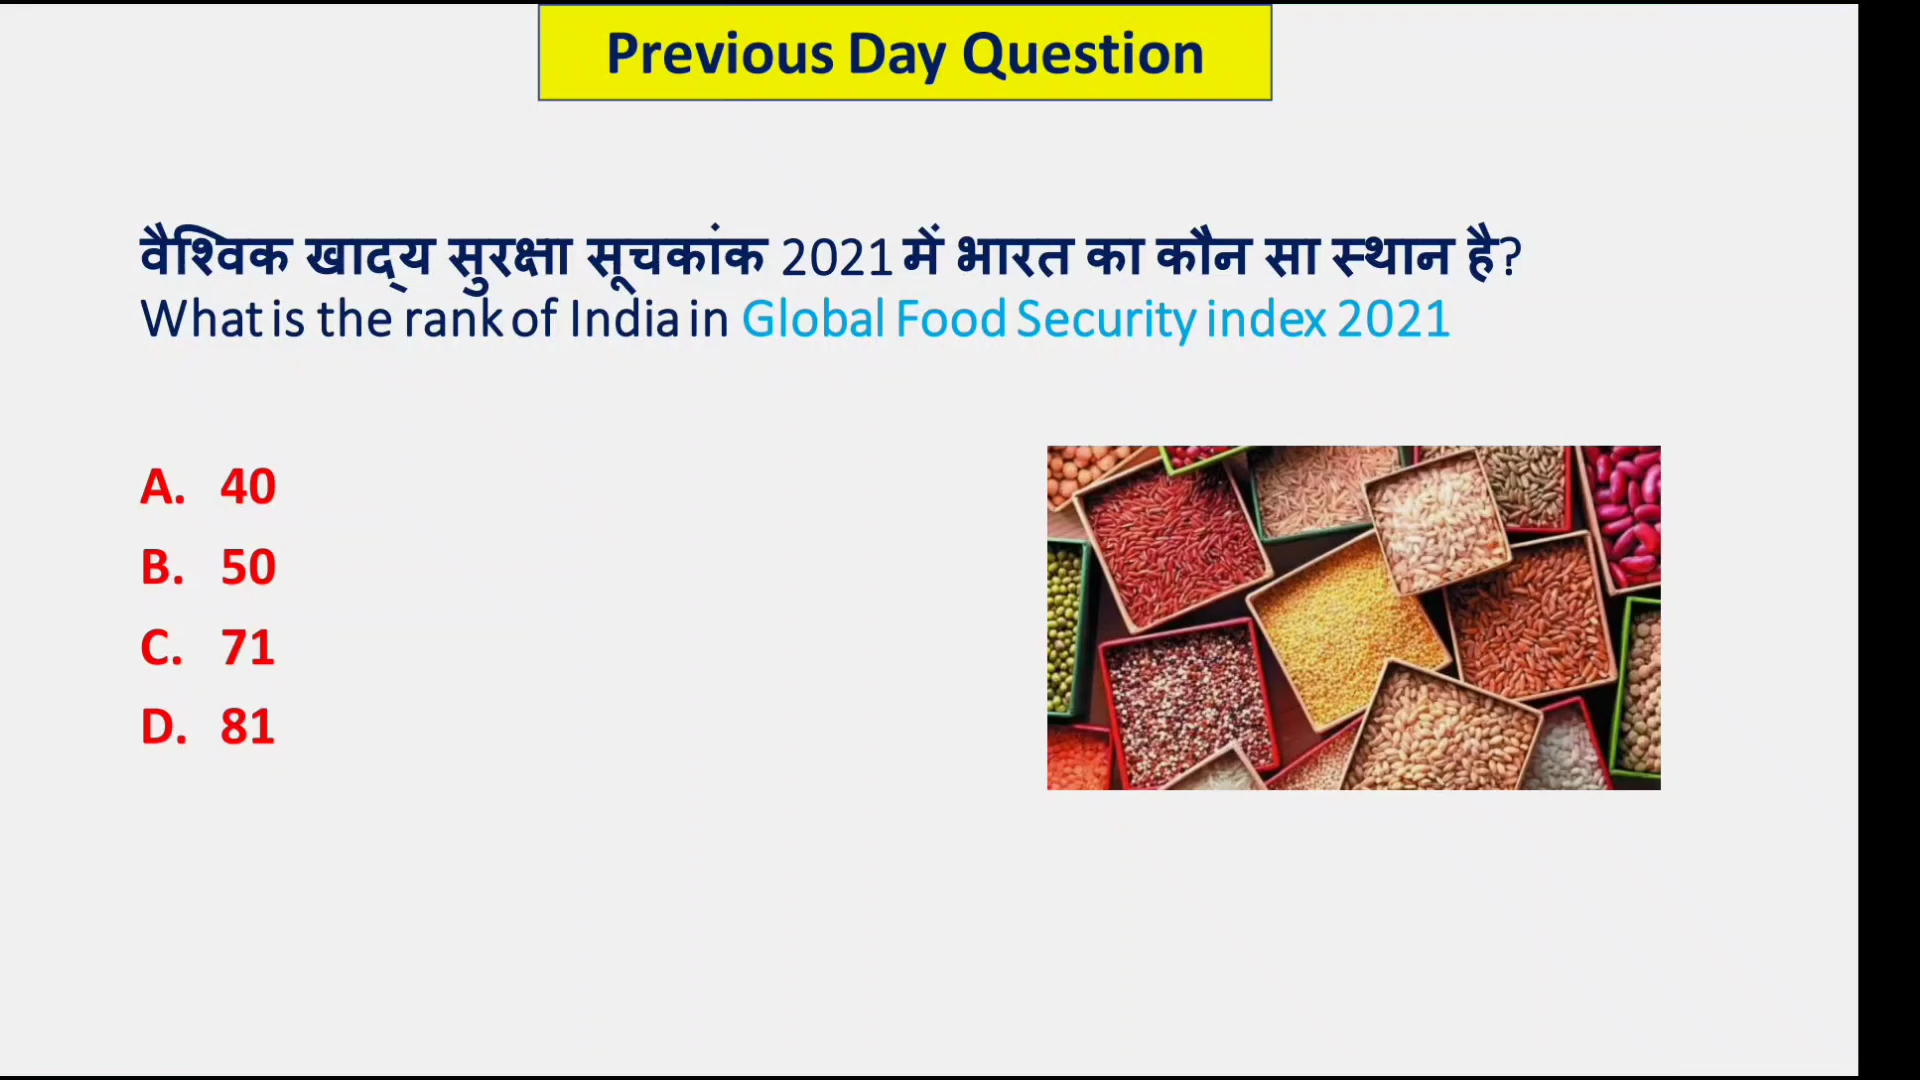 Previous Day Question
वैश्विक खाद्य सुरक्षा सूचकांक 2021 में भारत का कौन सा स्थान है?
What is the rank of India in Global Food Security index 2021
A. 40
B. 50
C. 71
D. 81